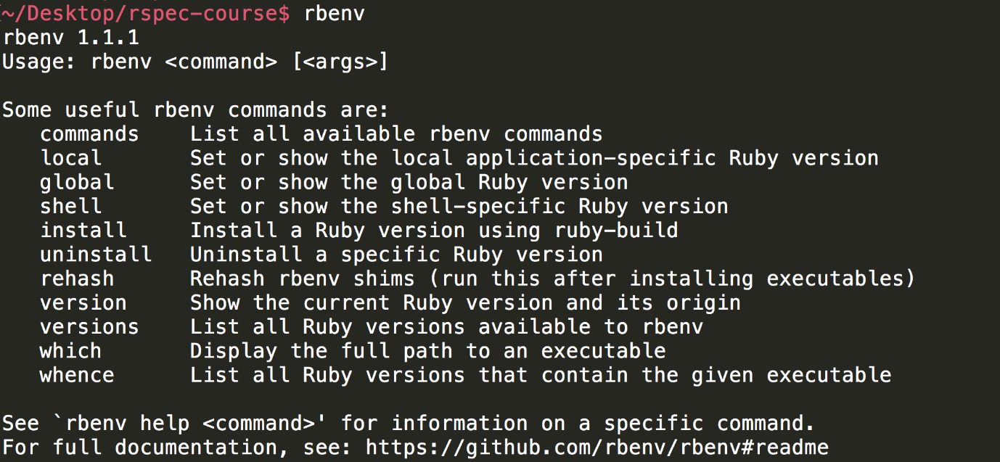 ~/Desktop/rspec-course$ rbenv
rbenv 1.1.1
Usage: rbenv <command> [<args>]

Some useful rbenv commands are:
   commands    List all available rbenv commands
   local       Set or show the local application-specific Ruby version
   global      Set or show the global Ruby version
   shell       Set or show the shell-specific Ruby version
   install     Install a Ruby version using ruby-build
   uninstall   Uninstall a specific Ruby version
   rehash      Rehash rbenv shims (run this after installing executables)
   version     Show the current Ruby version and its origin
   versions    List all Ruby versions available to rbenv
   which       Display the full path to an executable
   whence      List all Ruby versions that contain the given executable

See `rbenv help <command>' for information on a specific command.
For full documentation, see: https://github.com/rbenv/rbenv#readme